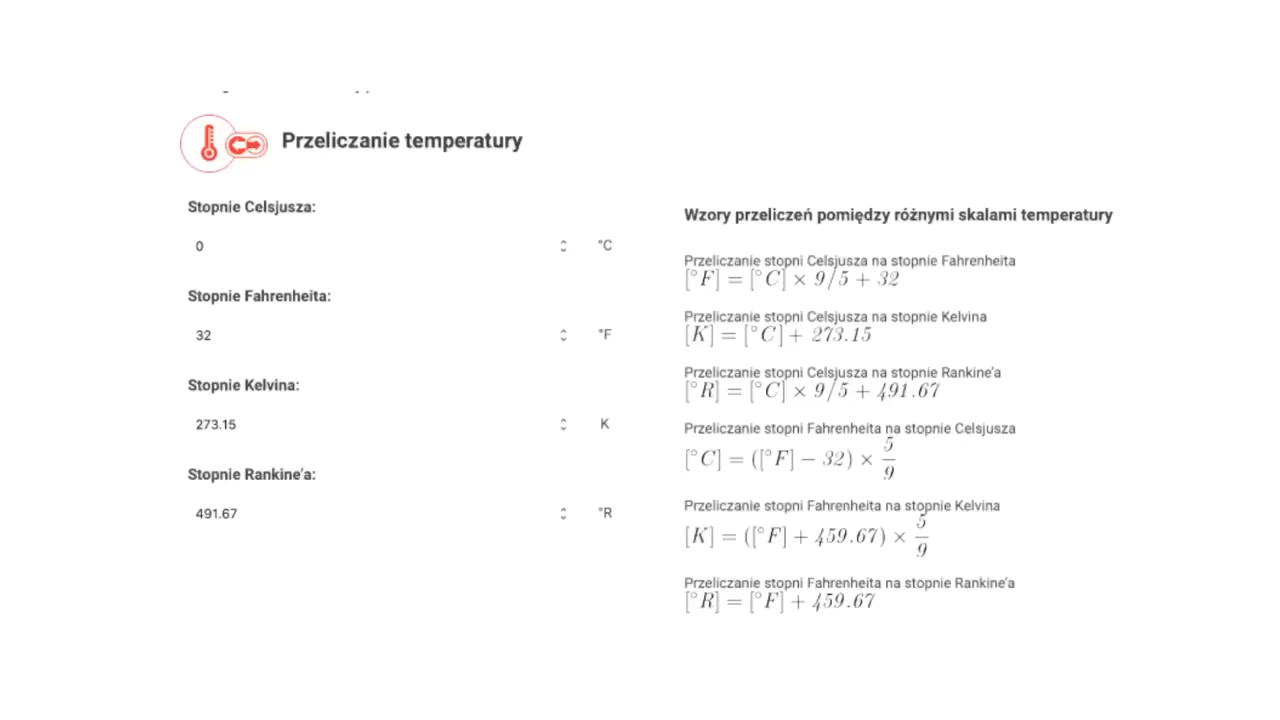 Przeliczanie temperatury
Stopnie Celsjusza:
0 °C
Stopnie Fahrenheita:
32 °F
Stopnie Kelvina:
273.15 K
Stopnie Rankine'a:
491.67 °R
Wzory przeliczeń pomiędzy różnymi skalami temperatury
Przeliczanie stopni Celsjusza na stopnie Fahrenheita
[°F] = [°C] × 9/5 + 32
Przeliczanie stopni Celsjusza na stopnie Kelvina
[K] = [°C] + 273.15
Przeliczanie stopni Celsjusza na stopnie Rankine'a
[°R] = [°C] × 9/5 + 491.67
Przeliczanie stopni Fahrenheita na stopnie Celsjusza
[°C] = ([°F] − 32) × 5/9
Przeliczanie stopni Fahrenheita na stopnie Kelvina
[K] = ([°F] + 459.67) × 5/9
Przeliczanie stopni Fahrenheita na stopnie Rankine'a
[°R] = [°F] + 459.67